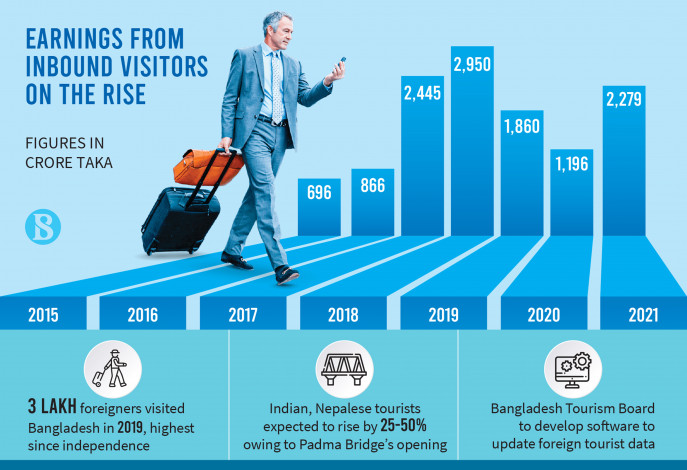 EARNINGS FROM
INBOUND VISITORS
ON THE RISE
FIGURES IN
CRORE TAKA
B
696
866
2,445
2,950
1,860
1,196
2,279
2015
2016
2017
2018
2019
2020
2021
3 LAKH foreigners visited
Bangladesh in 2019, highest
since independence
Indian, Nepalese tourists
expected to rise by 25-50%
owing to Padma Bridge's opening
Bangladesh Tourism Board
to develop software to
update foreign tourist data